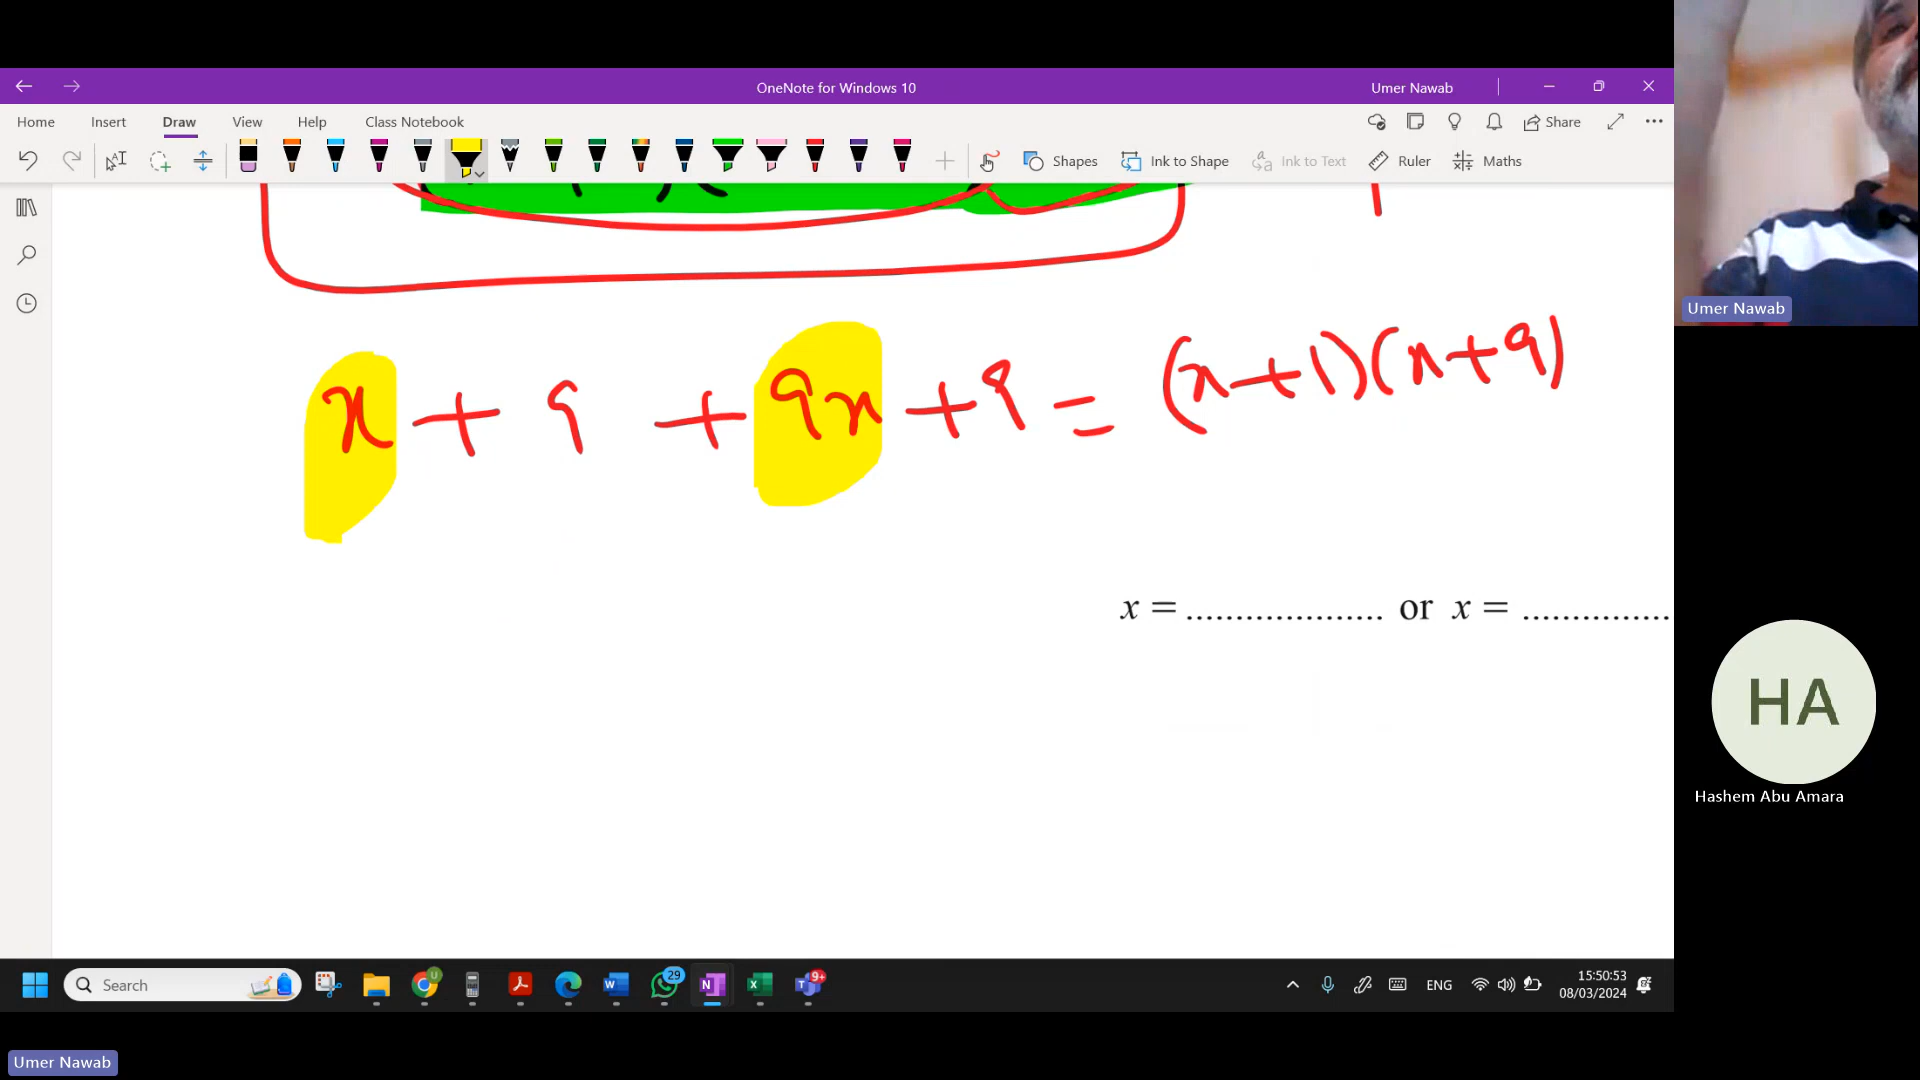 OneNote for Windows 10
Umer Nawab
Home Insert Draw View Help Class Notebook
Share
Shapes Ink to Shape Ink to Text Ruler Maths
x + 9 + 9x + 9 = (x+1)(x+9)
x = .................... or x = ...............
Umer Nawab
HA
Hashem Abu Amara
Search
29
9+
ENG
15:50:53
08/03/2024
Umer Nawab